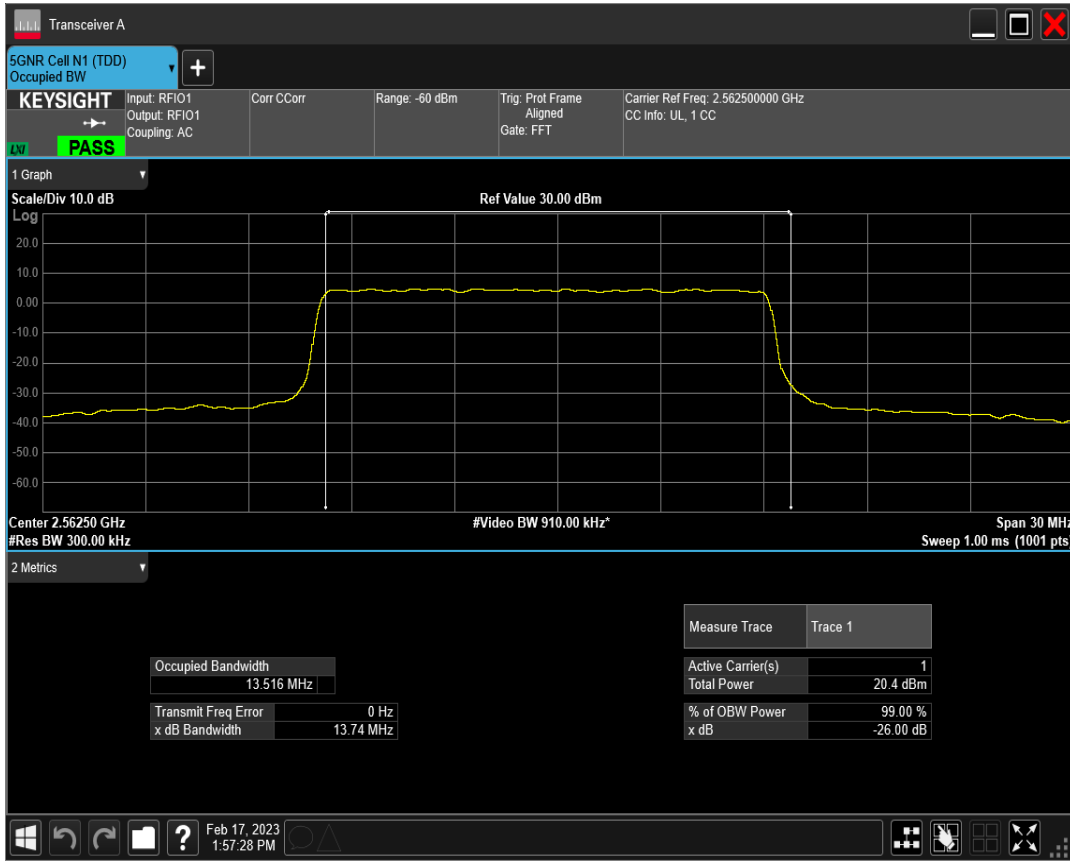 Transceiver A
5GNR Cell N1 (TDD)
Occupied BW
+
KEYSIGHT
LXI
PASS
Input: RFIO1
Output: RFIO1
Coupling: AC
Corr CCorr
Range: -60 dBm
Trig: Prot Frame
Aligned
Gate: FFT
Carrier Ref Freq: 2.562500000 GHz
CC Info: UL, 1 CC
1 Graph
Scale/Div 10.0 dB
Ref Value 30.00 dBm
Log
20.0
10.0
0.00
-10.0
-20.0
-30.0
-40.0
-50.0
-60.0
Center 2.56250 GHz
#Video BW 910.00 kHz*
Span 30 MHz
#Res BW 300.00 kHz
Sweep 1.00 ms (1001 pts)
2 Metrics
Measure Trace Trace 1
Occupied Bandwidth
13.516 MHz
Active Carrier(s) 1
Total Power 20.4 dBm
Transmit Freq Error 0 Hz
x dB Bandwidth 13.74 MHz
% of OBW Power 99.00 %
x dB -26.00 dB
?
Feb 17, 2023
1:57:28 PM